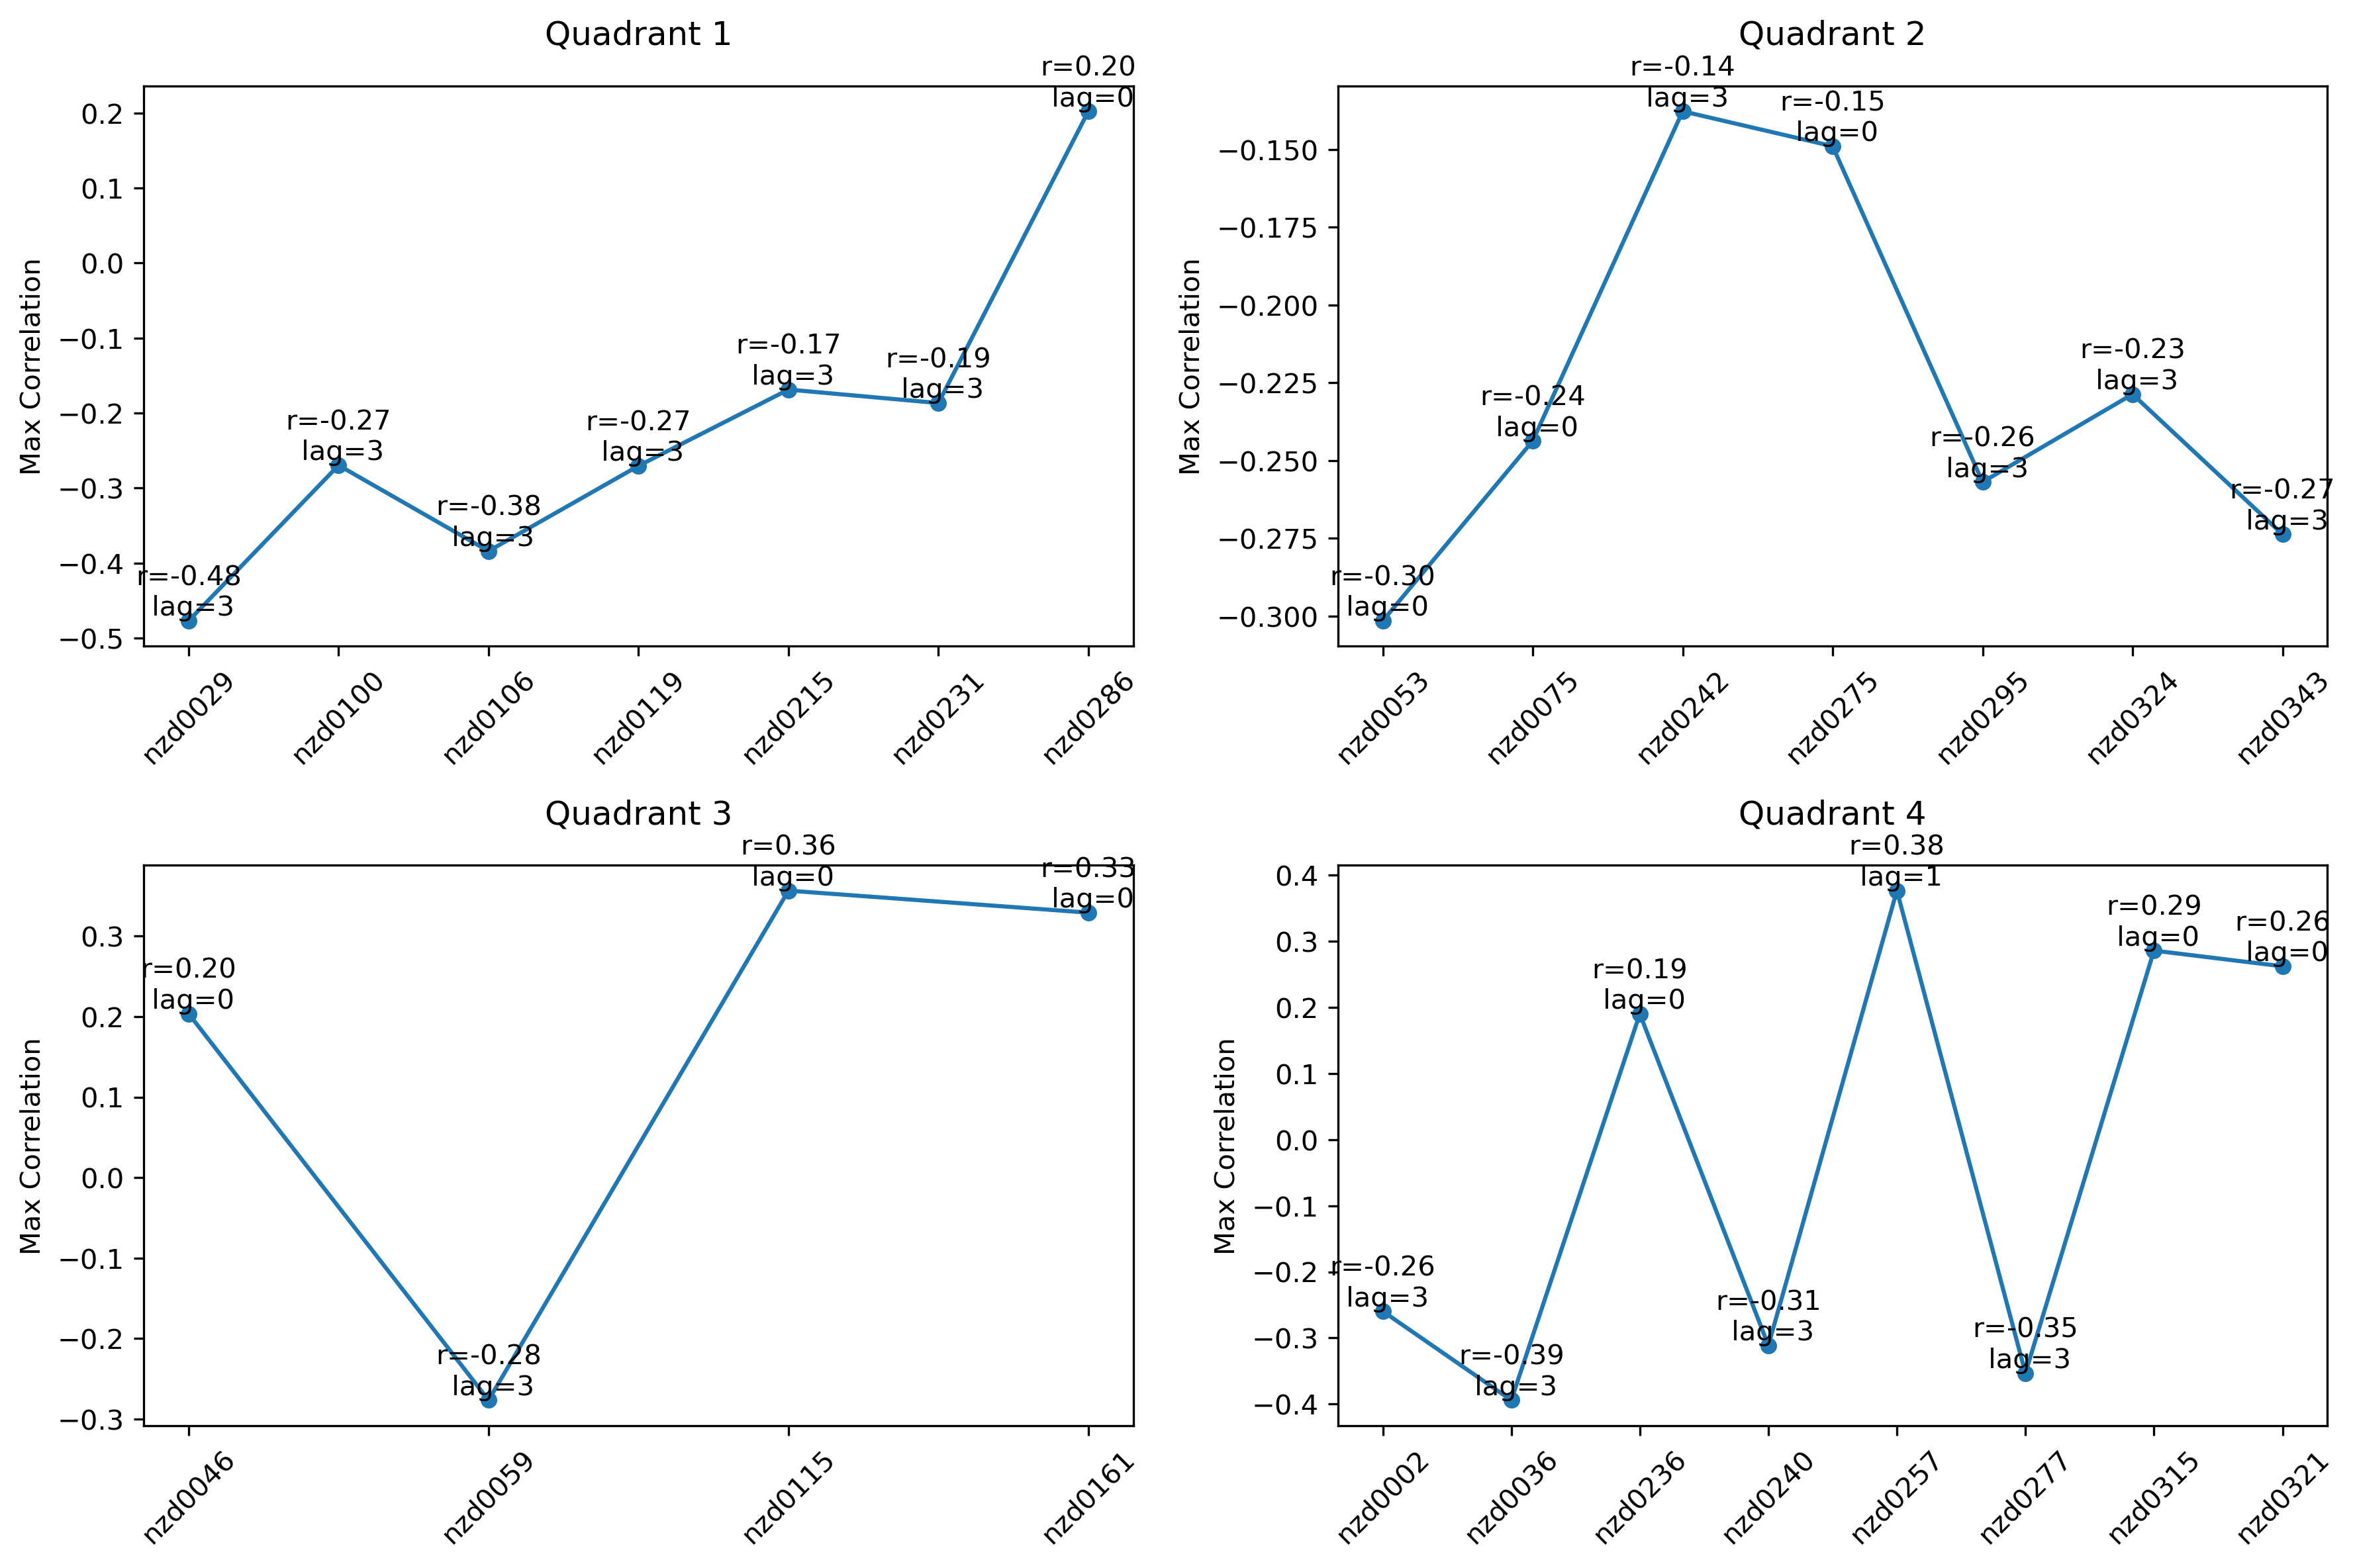 Quadrant 1
r=0.20
lag=0
r=-0.17
lag=3
r=-0.19
lag=3
r=-0.27
lag=3
r=-0.27
lag=3
r=-0.38
lag=3
r=-0.48
lag=3
0.2
0.1
0.0
−0.1
−0.2
−0.3
−0.4
−0.5
Max Correlation
nzd0029
nzd0100
nzd0106
nzd0119
nzd0215
nzd0231
nzd0286
Quadrant 2
r=-0.14
lag=3
r=-0.15
lag=0
r=-0.23
lag=3
r=-0.24
lag=0
r=-0.26
lag=3
r=-0.27
lag=3
r=-0.30
lag=0
−0.150
−0.175
−0.200
−0.225
−0.250
−0.275
−0.300
Max Correlation
nzd0053
nzd0075
nzd0242
nzd0275
nzd0295
nzd0324
nzd0343
Quadrant 3
r=0.36
lag=0
r=0.33
lag=0
r=0.20
lag=0
r=-0.28
lag=3
0.3
0.2
0.1
0.0
−0.1
−0.2
−0.3
Max Correlation
nzd0046
nzd0059
nzd0115
nzd0161
Quadrant 4
r=0.38
lag=1
r=0.29
lag=0
r=0.26
lag=0
r=0.19
lag=0
r=-0.26
lag=3
r=-0.31
lag=3
r=-0.35
lag=3
r=-0.39
lag=3
0.4
0.3
0.2
0.1
0.0
−0.1
−0.2
−0.3
−0.4
Max Correlation
nzd0002
nzd0036
nzd0236
nzd0240
nzd0257
nzd0277
nzd0315
nzd0321